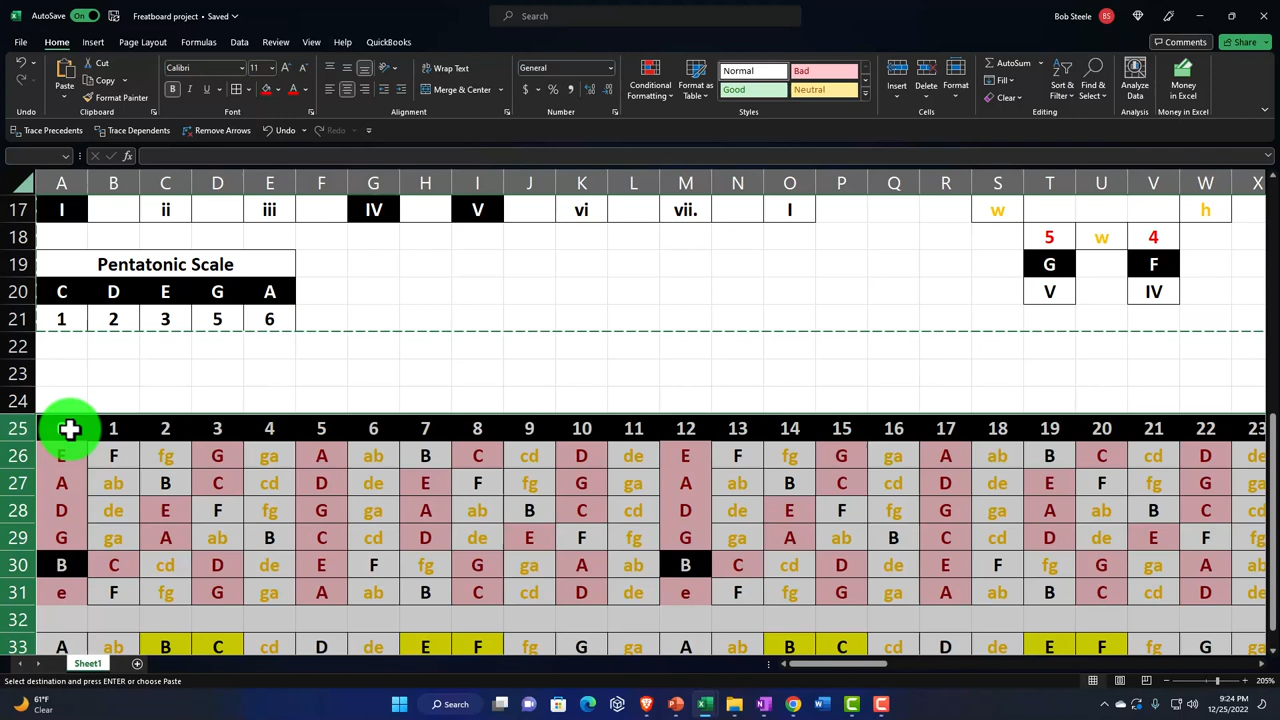 AutoSave On Freatboard project • Saved Search Bob Steele BS
File Home Insert Page Layout Formulas Data Review View Help QuickBooks Comments Share
Paste Cut Copy Format Painter Calibri 11 B I U Wrap Text Merge & Center General $ % Conditional Formatting Format as Table Normal Bad Good Neutral Insert Delete Format AutoSum Fill Clear Sort & Filter Find & Select Analyze Data Money in Excel
Undo Clipboard Font Alignment Number Styles Cells Editing Analysis Money in Excel
Trace Precedents Trace Dependents Remove Arrows Undo Redo
fx
A B C D E F G H I J K L M N O P Q R S T U V W X
17 I ii iii IV V vi vii. I w h
18 5 w 4
19 Pentatonic Scale G F
20 C D E G A V IV
21 1 2 3 5 6
22
23
24
25 1 2 3 4 5 6 7 8 9 10 11 12 13 14 15 16 17 18 19 20 21 22 23
26 E F fg G ga A ab B C cd D de E F fg G ga A ab B C cd D de
27 A ab B C cd D de E F fg G ga A ab B C cd D de E F fg G ga
28 D de E F fg G ga A ab B C cd D de E F fg G ga A ab B C cd
29 G ga A ab B C cd D de E F fg G ga A ab B C cd D de E F fg
30 B C cd D de E F fg G ga A ab B C cd D de E F fg G ga A ab
31 e F fg G ga A ab B C cd D de e F fg G ga A ab B C cd D de
32
33 A ab B C cd D de E F fg G ga A ab B C cd D de E F fg G ga
Sheet1
Select destination and press ENTER or choose Paste 205%
61°F
Clear
Search
9:24 PM
12/25/2022